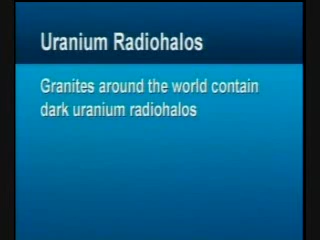 Uranium Radiohalos
Granites around the world contain
dark uranium radiohalos